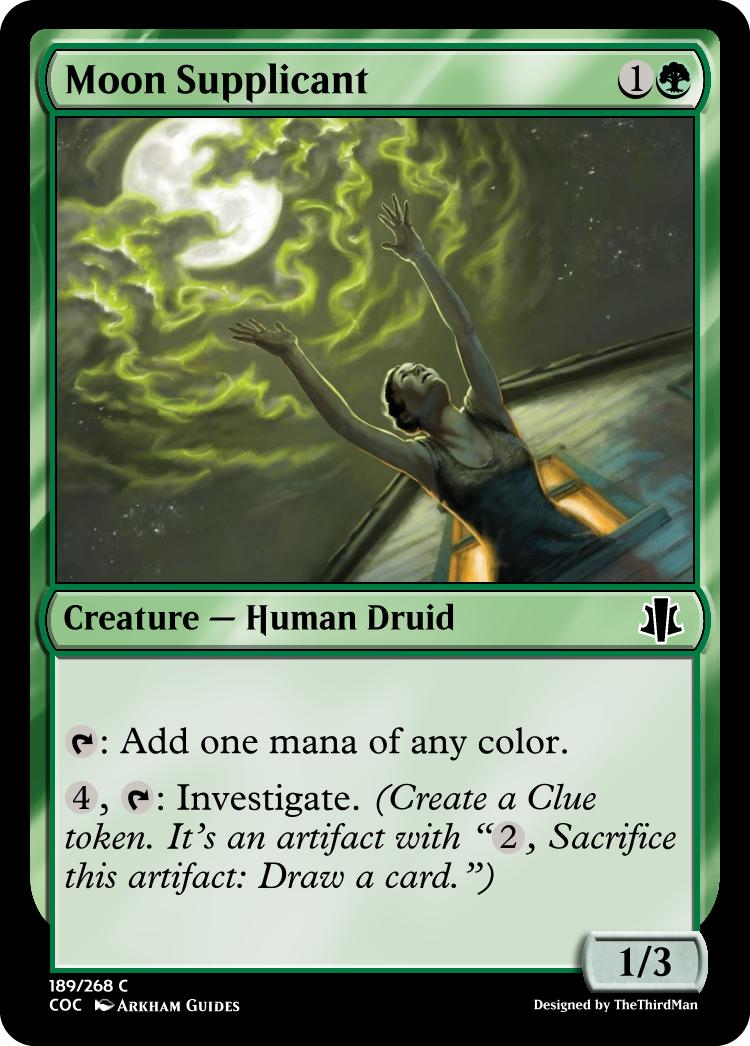 Moon Supplicant 1
Creature — Human Druid
: Add one mana of any color.
4, : Investigate. (Create a Clue
token. It's an artifact with “2, Sacrifice
this artifact: Draw a card.”)
1/3
189/268 C
COC Arkham Guides
Designed by TheThirdMan